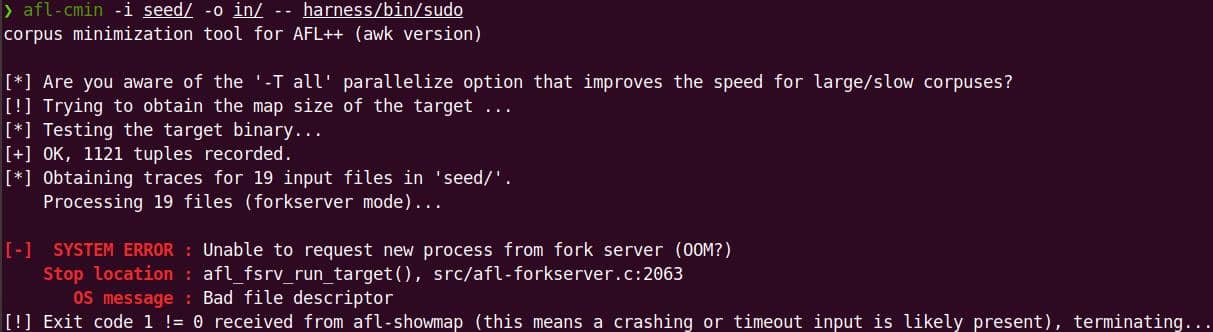 ❯ afl-cmin -i seed/ -o in/ -- harness/bin/sudo
corpus minimization tool for AFL++ (awk version)
[*] Are you aware of the '-T all' parallelize option that improves the speed for large/slow corpuses?
[!] Trying to obtain the map size of the target ...
[*] Testing the target binary...
[+] OK, 1121 tuples recorded.
[*] Obtaining traces for 19 input files in 'seed/'.
    Processing 19 files (forkserver mode)...
[-]  SYSTEM ERROR : Unable to request new process from fork server (OOM?)
    Stop location : afl_fsrv_run_target(), src/afl-forkserver.c:2063
       OS message : Bad file descriptor
[!] Exit code 1 != 0 received from afl-showmap (this means a crashing or timeout input is likely present), terminating...